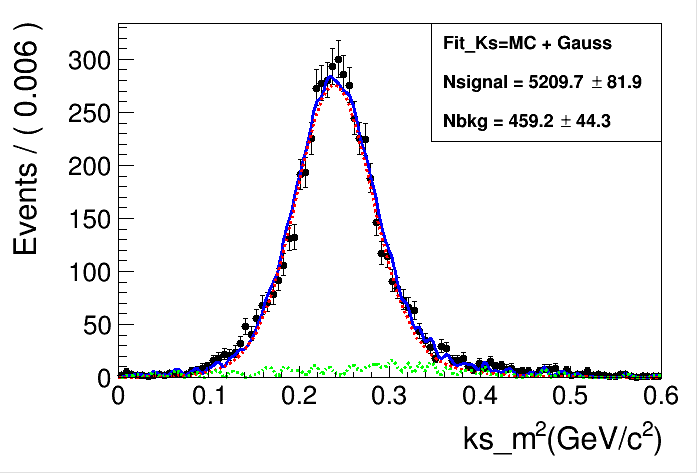 Fit_Ks=MC + Gauss
Nsignal = 5209.7 ± 81.9
Nbkg = 459.2 ± 44.3
Events / ( 0.006 )
300
250
200
150
100
50
0
0 0.1 0.2 0.3 0.4 0.5 0.6
ks_m²(GeV/c²)